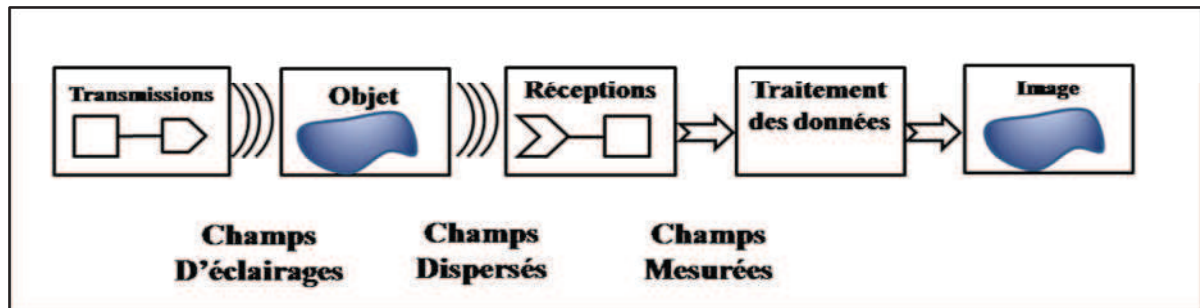 Transmissions
Objet
Réceptions
Traitement
des données
Image
Champs
D'éclairages
Champs
Dispersés
Champs
Mesurées